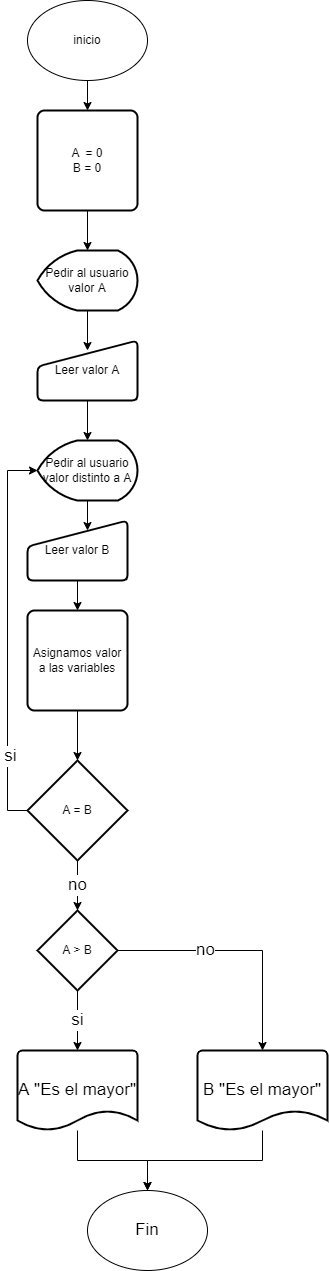 inicio
A = 0
B = 0
Pedir al usuario
valor A
Leer valor A
Pedir al usuario
valor distinto a A
Leer valor B
Asignamos valor
a las variables
si
A = B
no
A > B
no
si
A "Es el mayor"
B "Es el mayor"
Fin